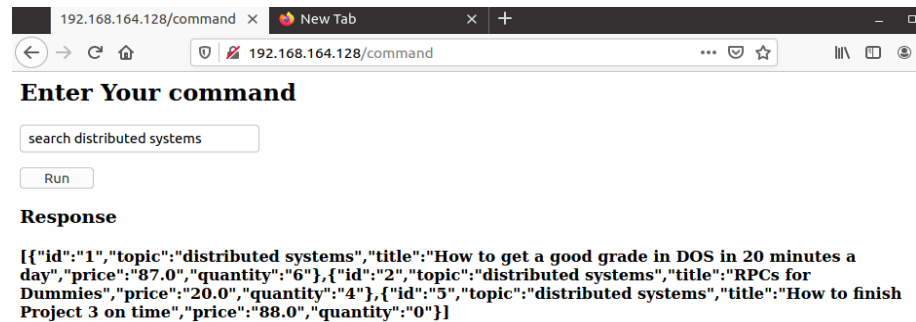 192.168.164.128/command
New Tab
192.168.164.128/command
Enter Your command
search distributed systems
Run
Response
[{"id":"1","topic":"distributed systems","title":"How to get a good grade in DOS in 20 minutes a
day","price":"87.0","quantity":"6"},{"id":"2","topic":"distributed systems","title":"RPCs for
Dummies","price":"20.0","quantity":"4"},{"id":"5","topic":"distributed systems","title":"How to finish
Project 3 on time","price":"88.0","quantity":"0"}]